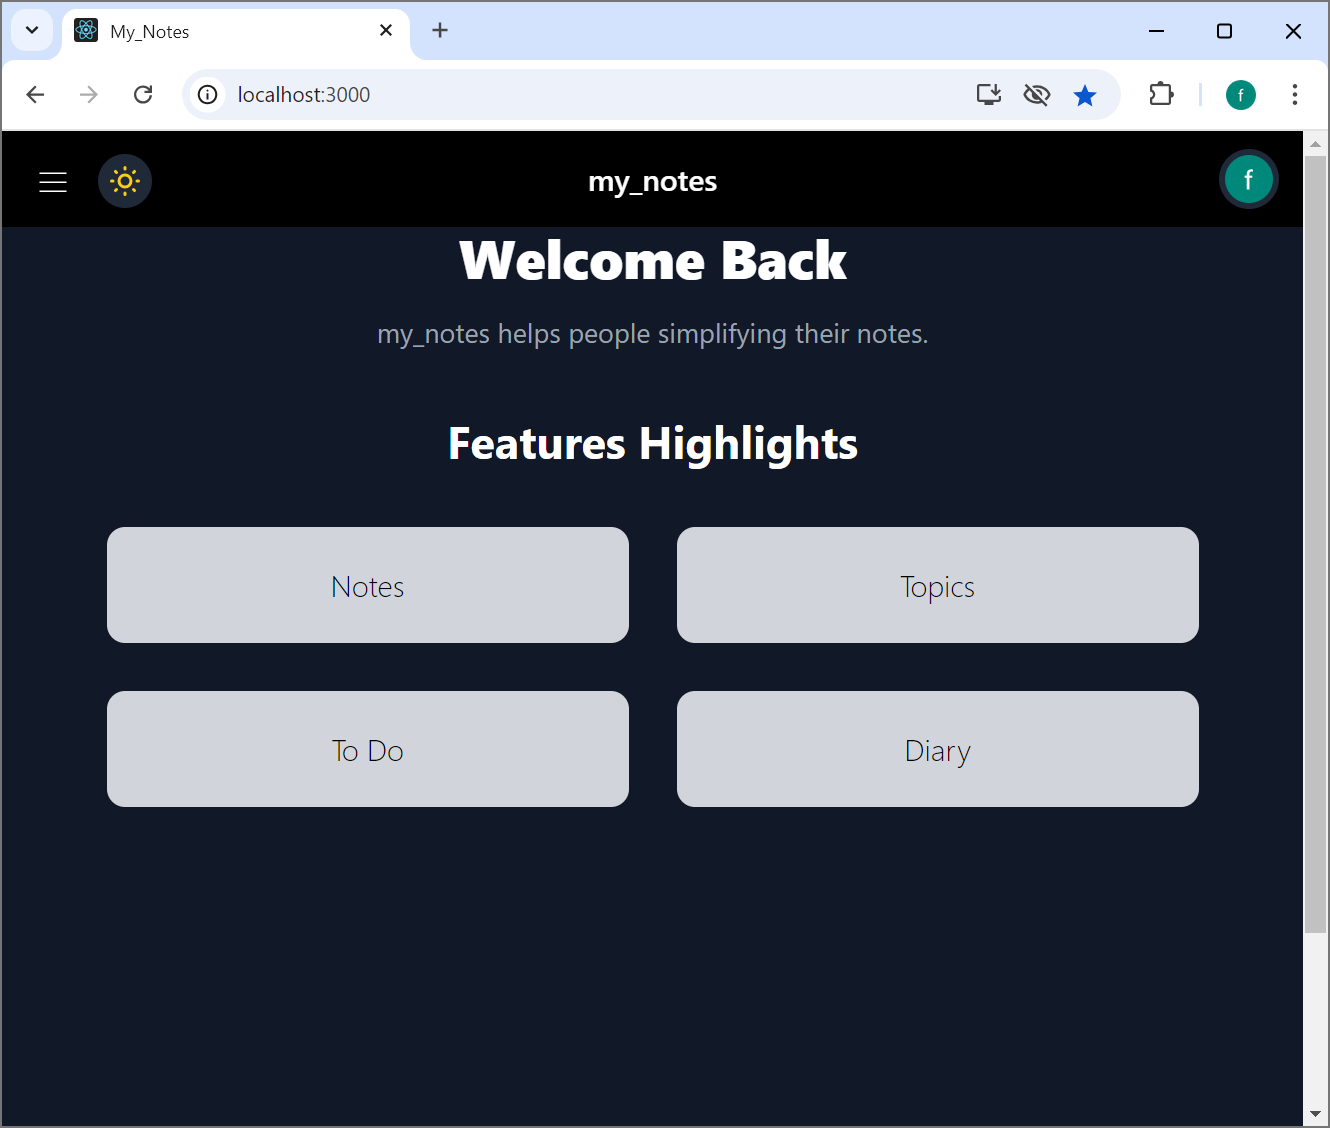 My_Notes
localhost:3000
f
my_notes
f
Welcome Back
my_notes helps people simplifying their notes.
Features Highlights
Notes
Topics
To Do
Diary